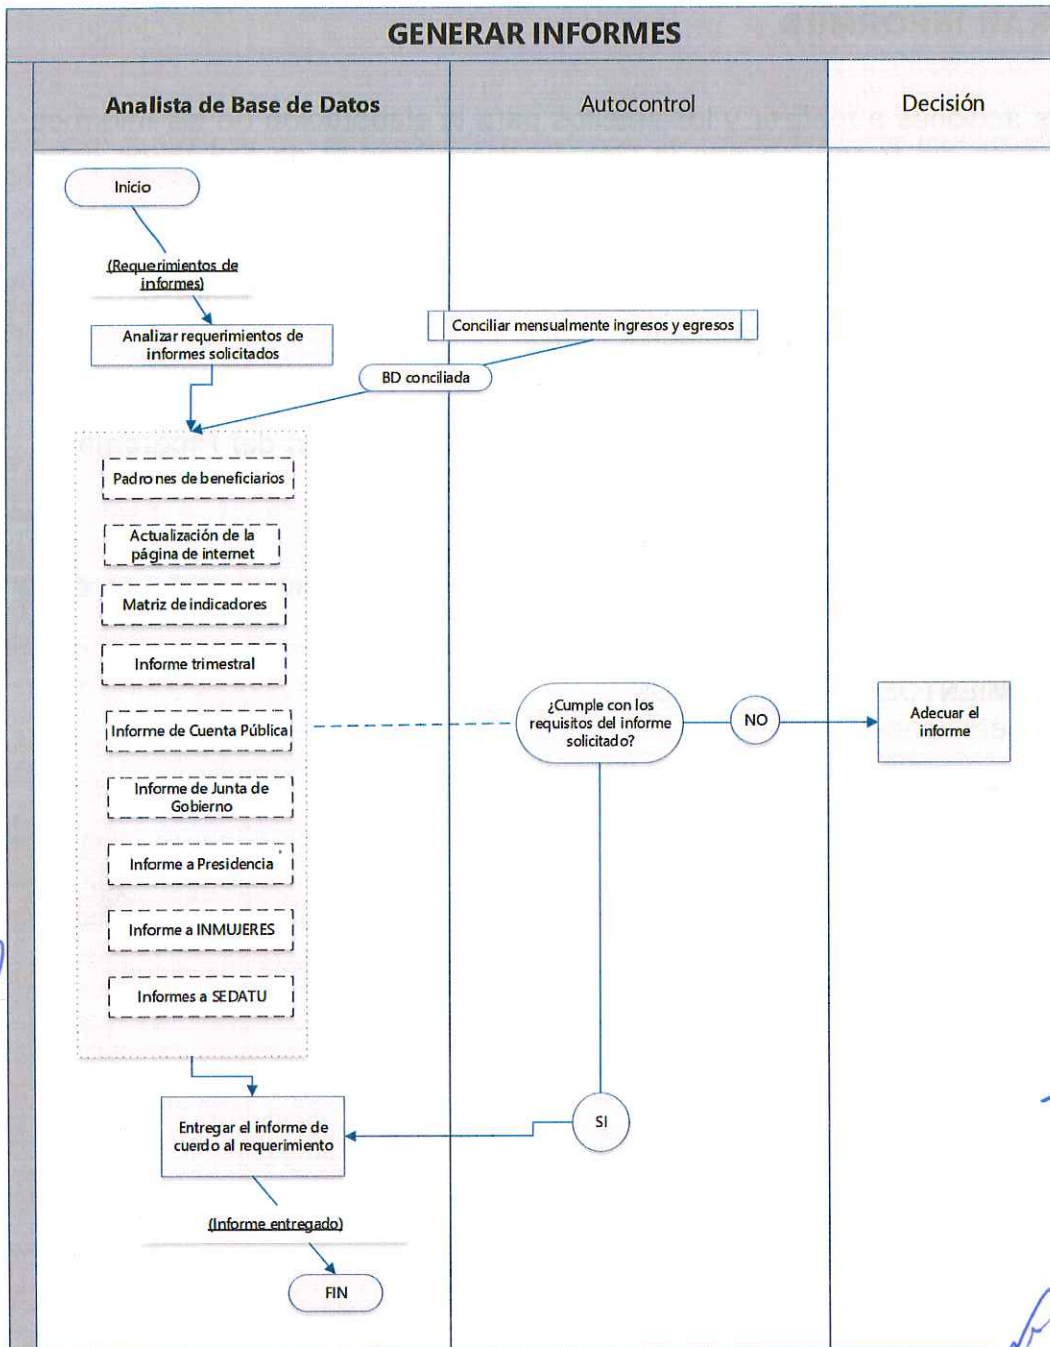 GENERAR INFORMES
Analista de Base de Datos
Autocontrol
Decisión
Inicio
(Requerimientos de
informes)
Analizar requerimientos de
informes solicitados
Conciliar mensualmente ingresos y egresos
BD conciliada
Padrones de beneficiarios
Actualización de la
página de internet
Matriz de indicadores
Informe trimestral
Informe de Cuenta Pública
¿Cumple con los
requisitos del informe
solicitado?
NO
Adecuar el
informe
Informe de Junta de
Gobierno
Informe a Presidencia
Informe a INMUJERES
Informes a SEDATU
Entregar el informe de
cuerdo al requerimiento
SI
(Informe entregado)
FIN